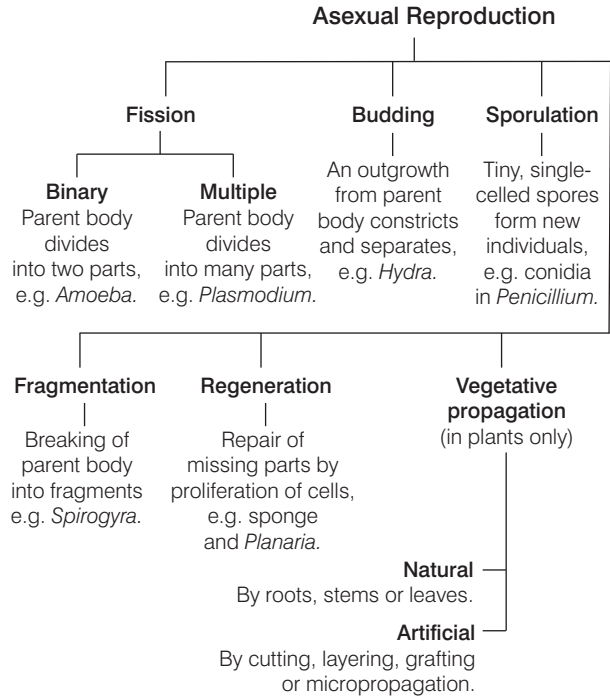 Asexual Reproduction
Fission
Budding
Sporulation
Binary
Parent body
divides
into two parts,
e.g. Amoeba.
Multiple
Parent body
divides
into many parts,
e.g. Plasmodium.
An outgrowth
from parent
body constricts
and separates,
e.g. Hydra.
Tiny, single-
celled spores
form new
individuals,
e.g. conidia
in Penicillium.
Fragmentation
Breaking of
parent body
into fragments
e.g. Spirogyra.
Regeneration
Repair of
missing parts by
proliferation of cells,
e.g. sponge
and Planaria.
Vegetative
propagation
(in plants only)
Natural
By roots, stems or leaves.
Artificial
By cutting, layering, grafting
or micropropagation.